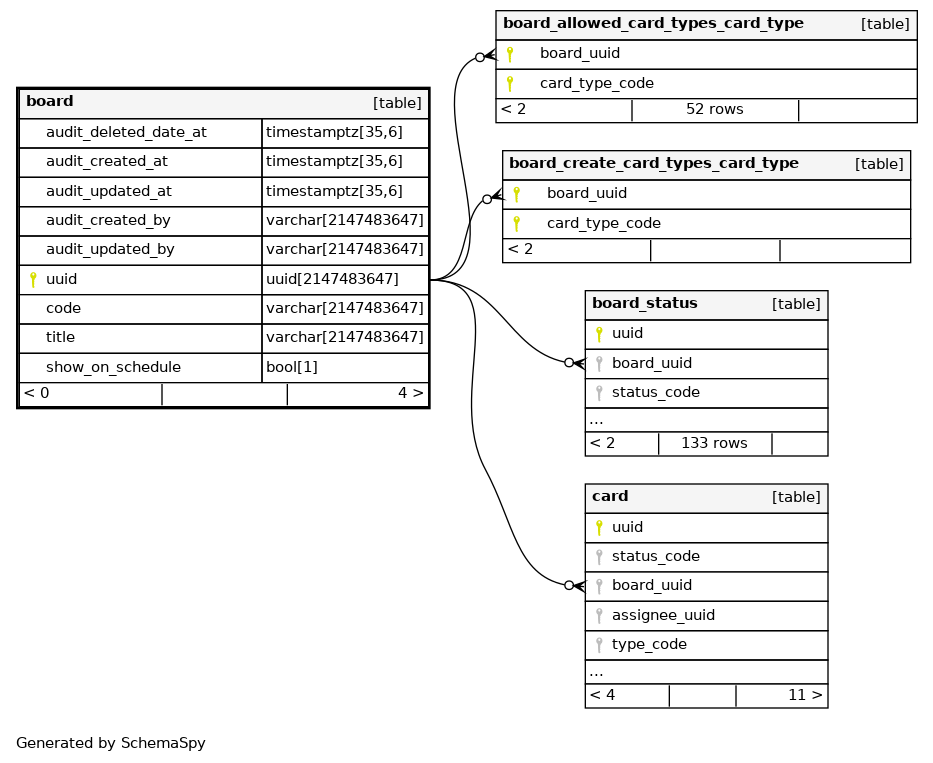 board [table]
audit_deleted_date_at timestamptz[35,6]
audit_created_at timestamptz[35,6]
audit_updated_at timestamptz[35,6]
audit_created_by varchar[2147483647]
audit_updated_by varchar[2147483647]
uuid uuid[2147483647]
code varchar[2147483647]
title varchar[2147483647]
show_on_schedule bool[1]
< 0 4 >
board_allowed_card_types_card_type [table]
board_uuid
card_type_code
< 2 52 rows
board_create_card_types_card_type [table]
board_uuid
card_type_code
< 2
board_status [table]
uuid
board_uuid
status_code
...
< 2 133 rows
card [table]
uuid
status_code
board_uuid
assignee_uuid
type_code
...
< 4 11 >
Generated by SchemaSpy